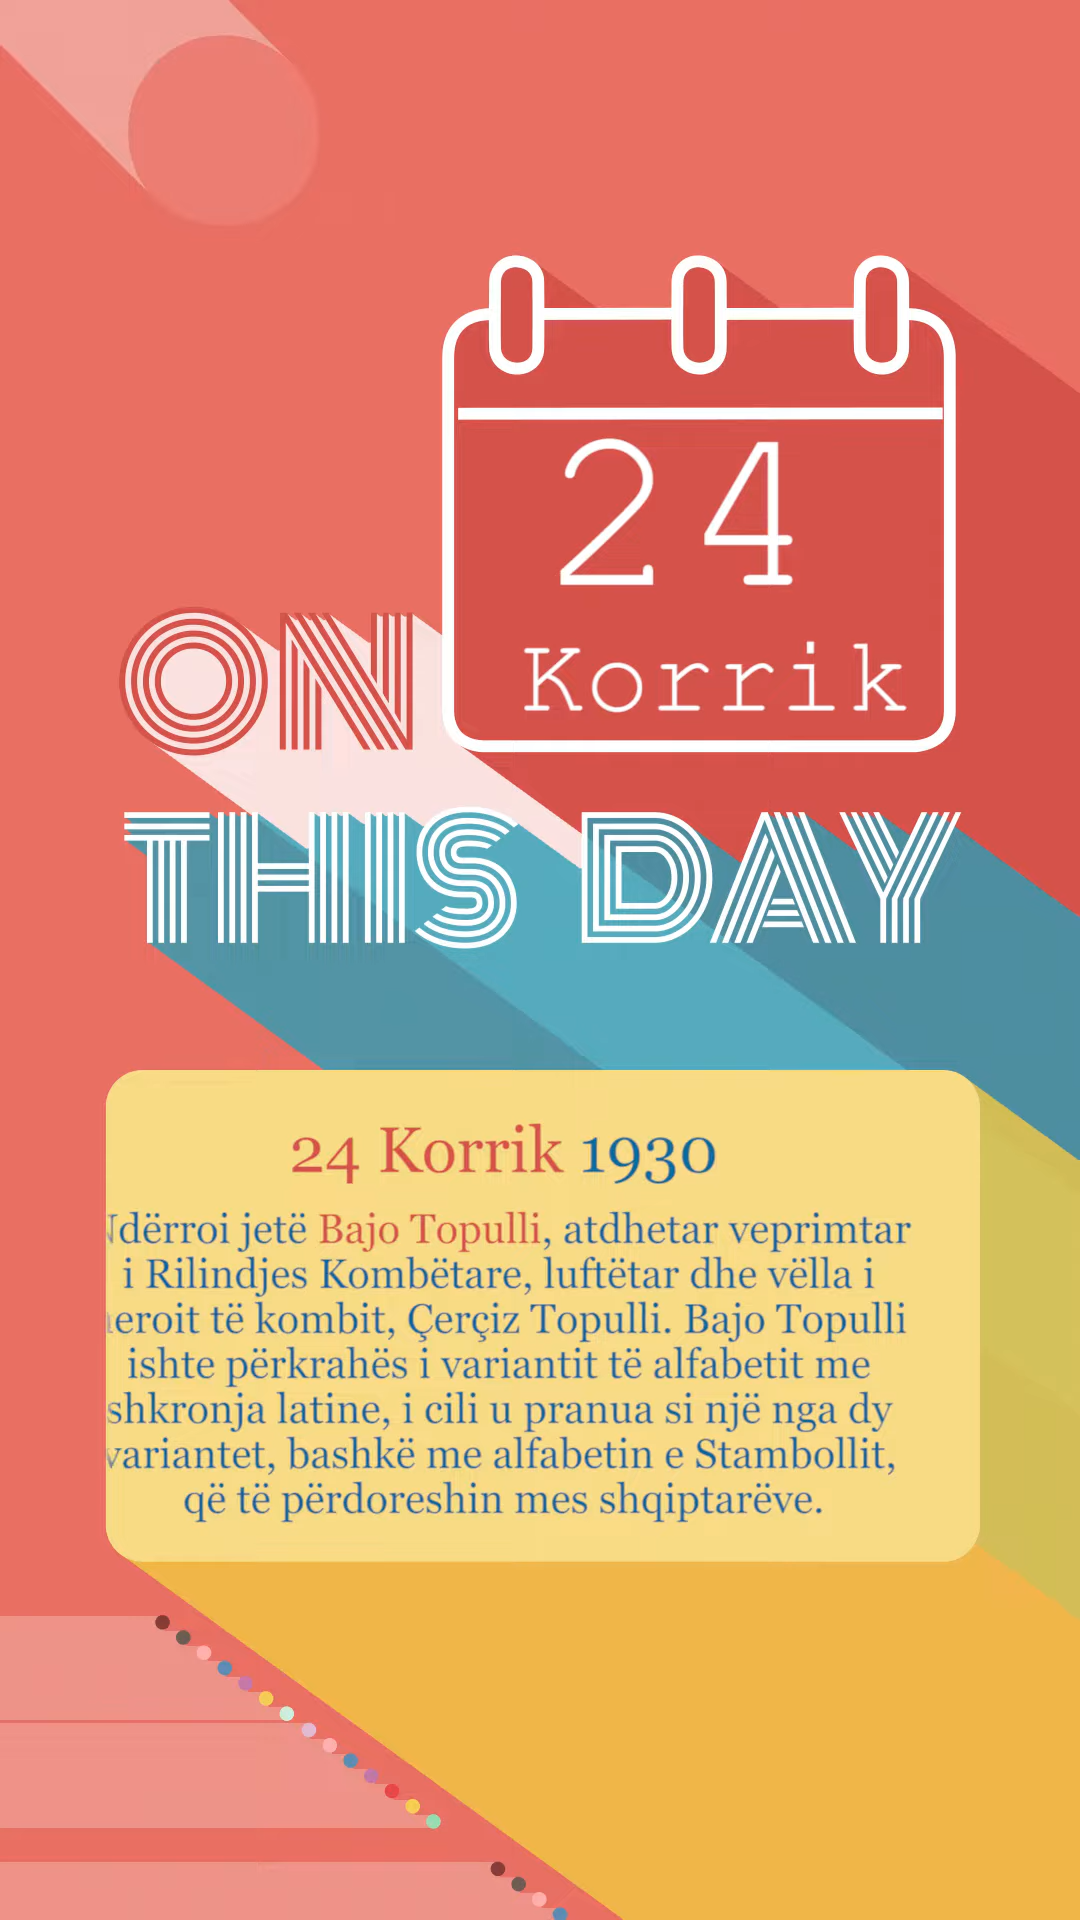 24
Korrik
ON
THIS DAY
24 Korrik 1930
Ndërroi jetë Bajo Topulli, atdhetar veprimtar
i Rilindjes Kombëtare, luftëtar dhe vëlla i
heroit të kombit, Çerçiz Topulli. Bajo Topulli
ishte përkrahës i variantit të alfabetit me
shkronja latine, i cili u pranua si një nga dy
variantet, bashkë me alfabetin e Stambollit,
që të përdoreshin mes shqiptarëve.